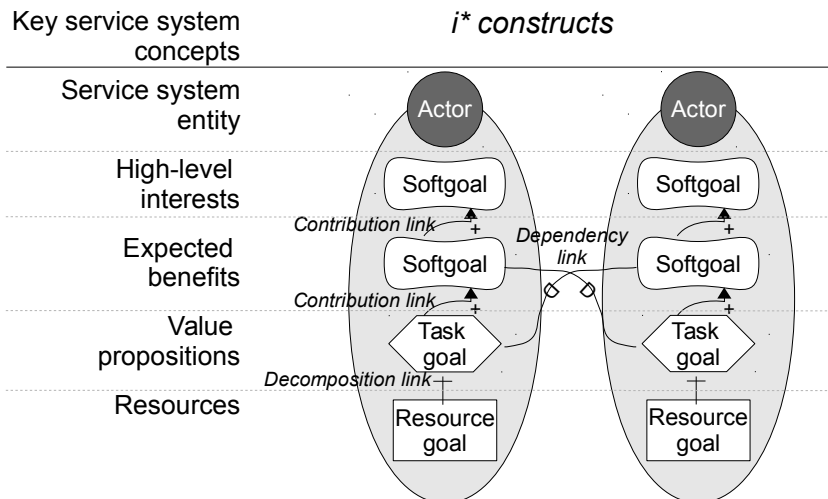 Key service system
concepts
i* constructs
Service system
entity
Actor
Actor
High-level
interests
Softgoal
Softgoal
Contribution link
+
+
Expected
benefits
Softgoal
Dependency
link
Softgoal
Contribution link
+
+
Value
propositions
Task
goal
Task
goal
Decomposition link
Resources
Resource
goal
Resource
goal